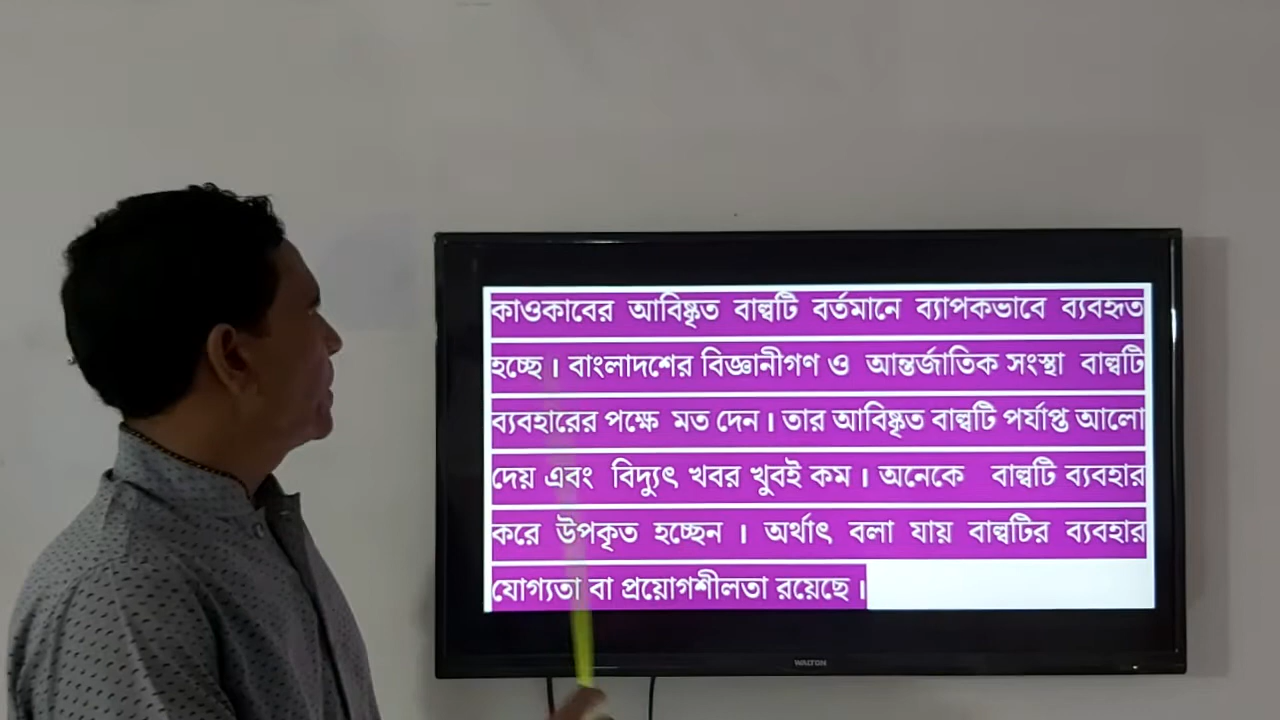 কাওকাবের আবিষ্কৃত বাল্বটি বর্তমানে ব্যাপকভাবে ব্যবহৃত
হচ্ছে । বাংলাদশের বিজ্ঞানীগণ ও আন্তর্জাতিক সংস্থা বাল্বটি
ব্যবহারের পক্ষে মত দেন । তার আবিষ্কৃত বাল্বটি পর্যাপ্ত আলো
দেয় এবং বিদ্যুৎ খবর খুবই কম । অনেকে বাল্বটি ব্যবহার
করে উপকৃত হচ্ছেন । অর্থাৎ বলা যায় বাল্বটির ব্যবহার
যোগ্যতা বা প্রয়োগশীলতা রয়েছে ।
WALTON